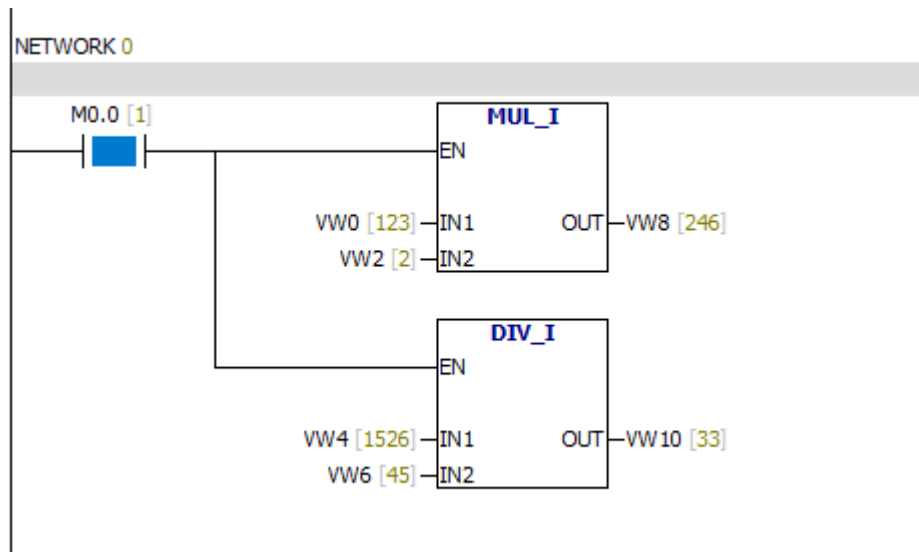 NETWORK 0
M0.0 [1]
MUL_I
EN
VW0 [123] IN1 OUT VW8 [246]
VW2 [2] IN2
DIV_I
EN
VW4 [1526] IN1 OUT VW10 [33]
VW6 [45] IN2